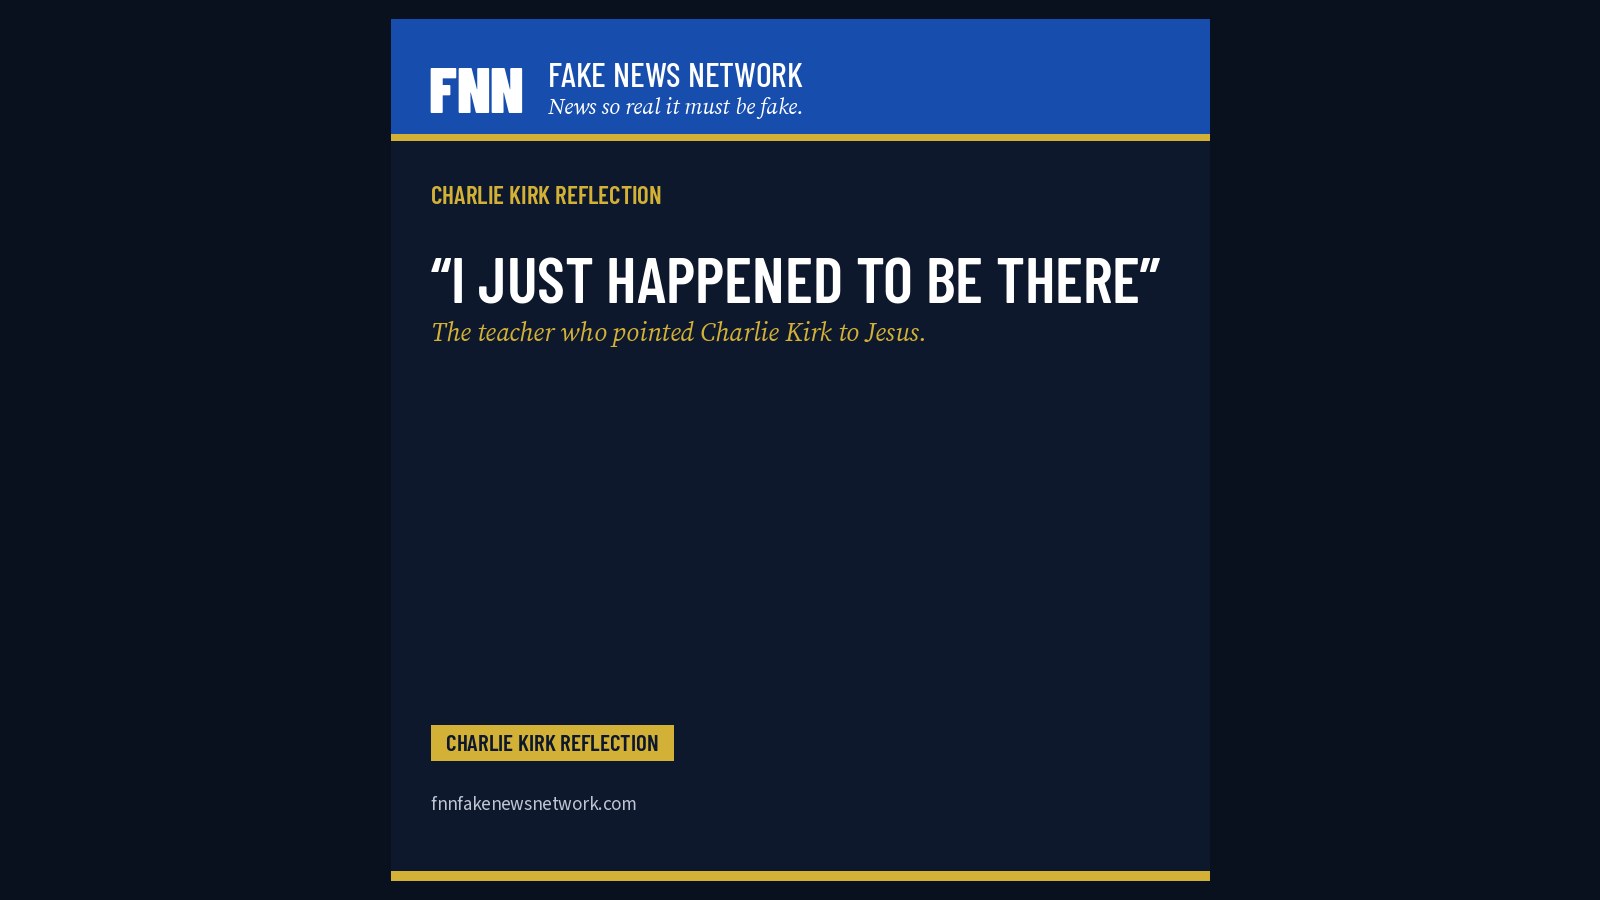 FNN
FAKE NEWS NETWORK
News so real it must be fake.
CHARLIE KIRK REFLECTION
“I JUST HAPPENED TO BE THERE”
The teacher who pointed Charlie Kirk to Jesus.
CHARLIE KIRK REFLECTION
fnnfakenewsnetwork.com